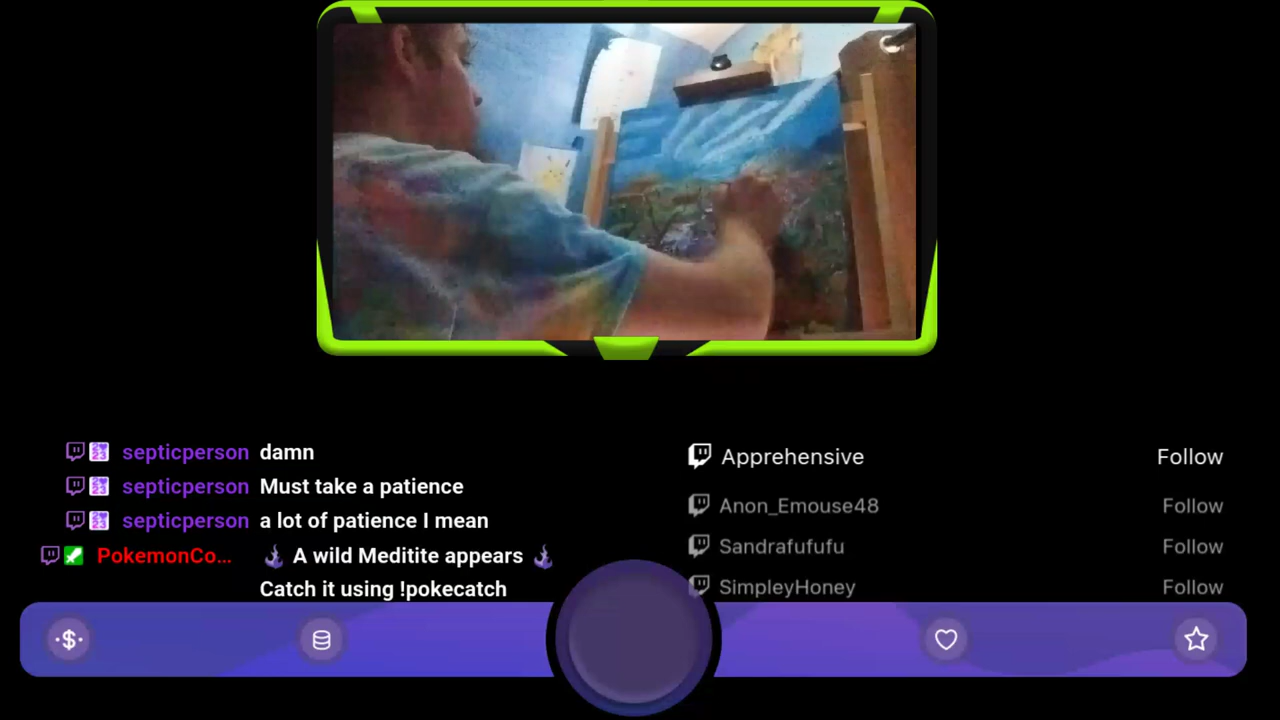 septicperson damn
septicperson Must take a patience
septicperson a lot of patience I mean
PokemonCo... A wild Meditite appears
Catch it using !pokecatch
Apprehensive Follow
Anon_Emouse48 Follow
Sandrafufufu Follow
SimpleyHoney Follow